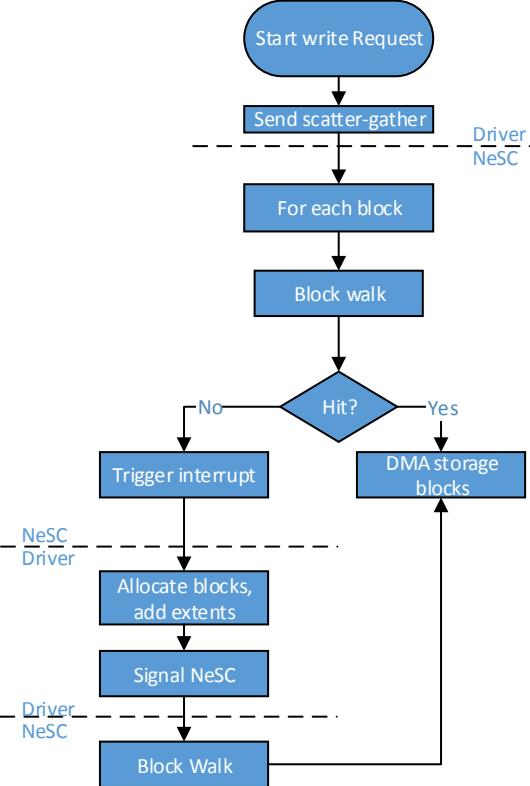 Start write Request
Send scatter-gather
Driver
NeSC
For each block
Block walk
Hit?
No
Yes
Trigger interrupt
DMA storage
blocks
NeSC
Driver
Allocate blocks,
add extents
Signal NeSC
Driver
NeSC
Block Walk